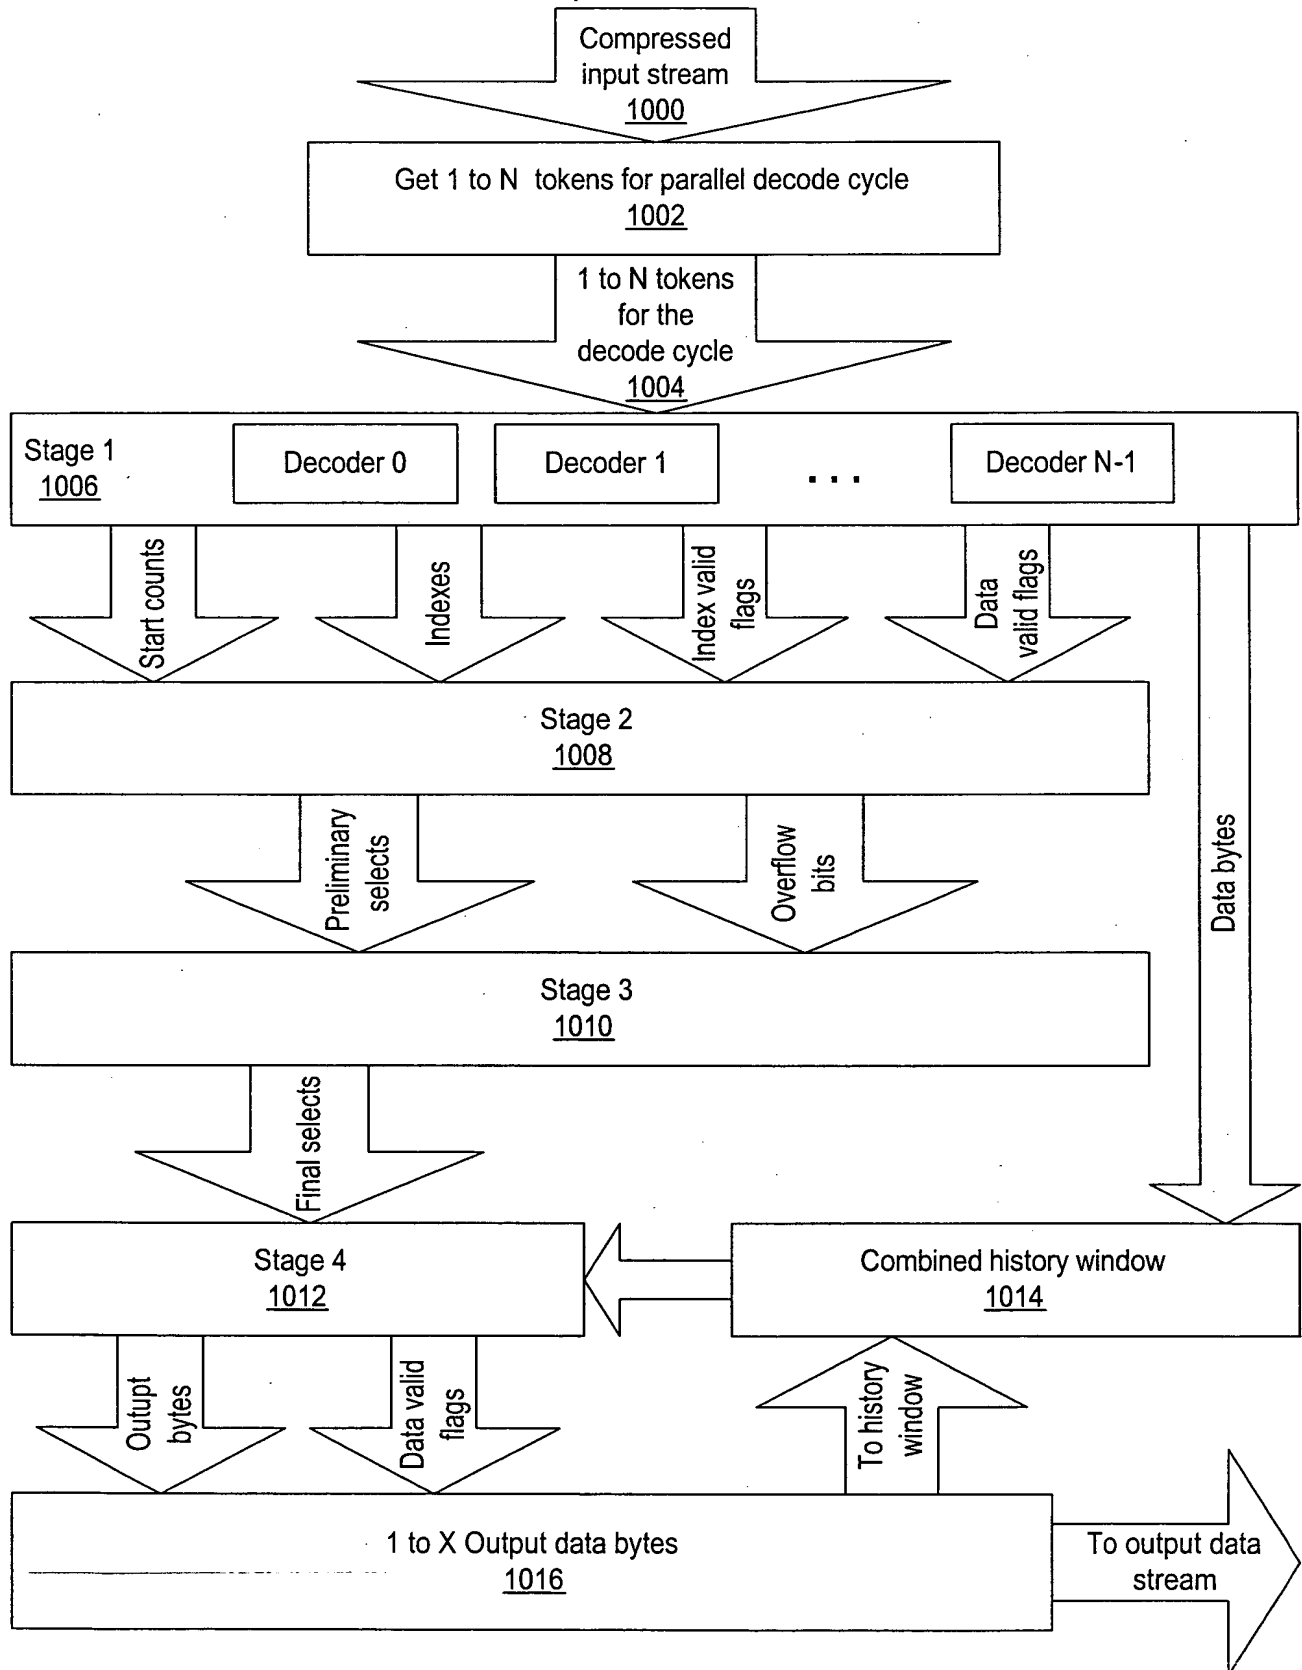 Compressed
input stream
1000
Get 1 to N tokens for parallel decode cycle
1002
1 to N tokens
for the
decode cycle
1004
Stage 1
1006
Decoder 0
Decoder 1
. . .
Decoder N-1
Start counts
Indexes
Index valid
flags
Data
valid flags
Data bytes
Stage 2
1008
Preliminary
selects
Overflow
bits
Stage 3
1010
Final selects
Stage 4
1012
Combined history window
1014
Outupt
bytes
Data valid
flags
To history
window
1 to X Output data bytes
1016
To output data
stream